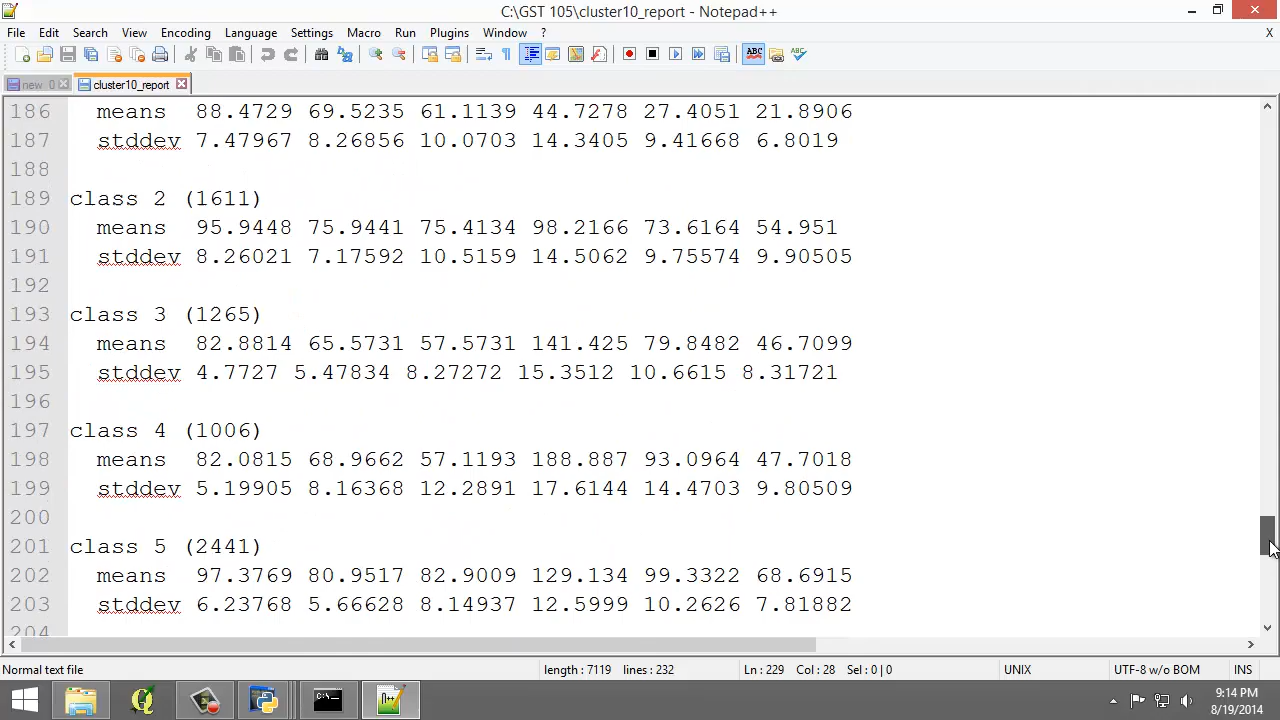 C:\GST 105\cluster10_report - Notepad++
File Edit Search View Encoding Language Settings Macro Run Plugins Window ? X
new 0 cluster10_report
186 means 88.4729 69.5235 61.1139 44.7278 27.4051 21.8906
187 stddev 7.47967 8.26856 10.0703 14.3405 9.41668 6.8019
188
189 class 2 (1611)
190 means 95.9448 75.9441 75.4134 98.2166 73.6164 54.951
191 stddev 8.26021 7.17592 10.5159 14.5062 9.75574 9.90505
192
193 class 3 (1265)
194 means 82.8814 65.5731 57.5731 141.425 79.8482 46.7099
195 stddev 4.7727 5.47834 8.27272 15.3512 10.6615 8.31721
196
197 class 4 (1006)
198 means 82.0815 68.9662 57.1193 188.887 93.0964 47.7018
199 stddev 5.19905 8.16368 12.2891 17.6144 14.4703 9.80509
200
201 class 5 (2441)
202 means 97.3769 80.9517 82.9009 129.134 99.3322 68.6915
203 stddev 6.23768 5.66628 8.14937 12.5999 10.2626 7.81882
204
Normal text file length : 7119 lines : 232 Ln : 229 Col : 28 Sel : 0 | 0 UNIX UTF-8 w/o BOM INS
9:14 PM
8/19/2014